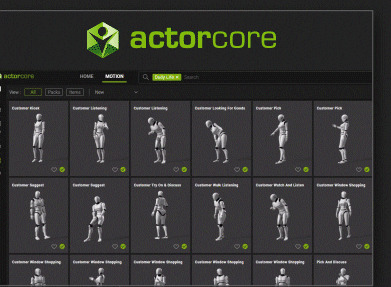 actorcore
actorcore HOME MOTION Daily Life × Search
View : All Packs Items New
Customer Kiosk Customer Listening Customer Listening Customer Looking For Goods Customer Pick Customer Pick
Customer Suggest Customer Suggest Customer Try On & Discuss Customer Walk Listening Customer Watch And Listen Customer Window Shopping
Customer Window Shopping Customer Window Shopping Customer Window Shopping Customer Window Shopping Customer Window Shopping Pick And Discuss